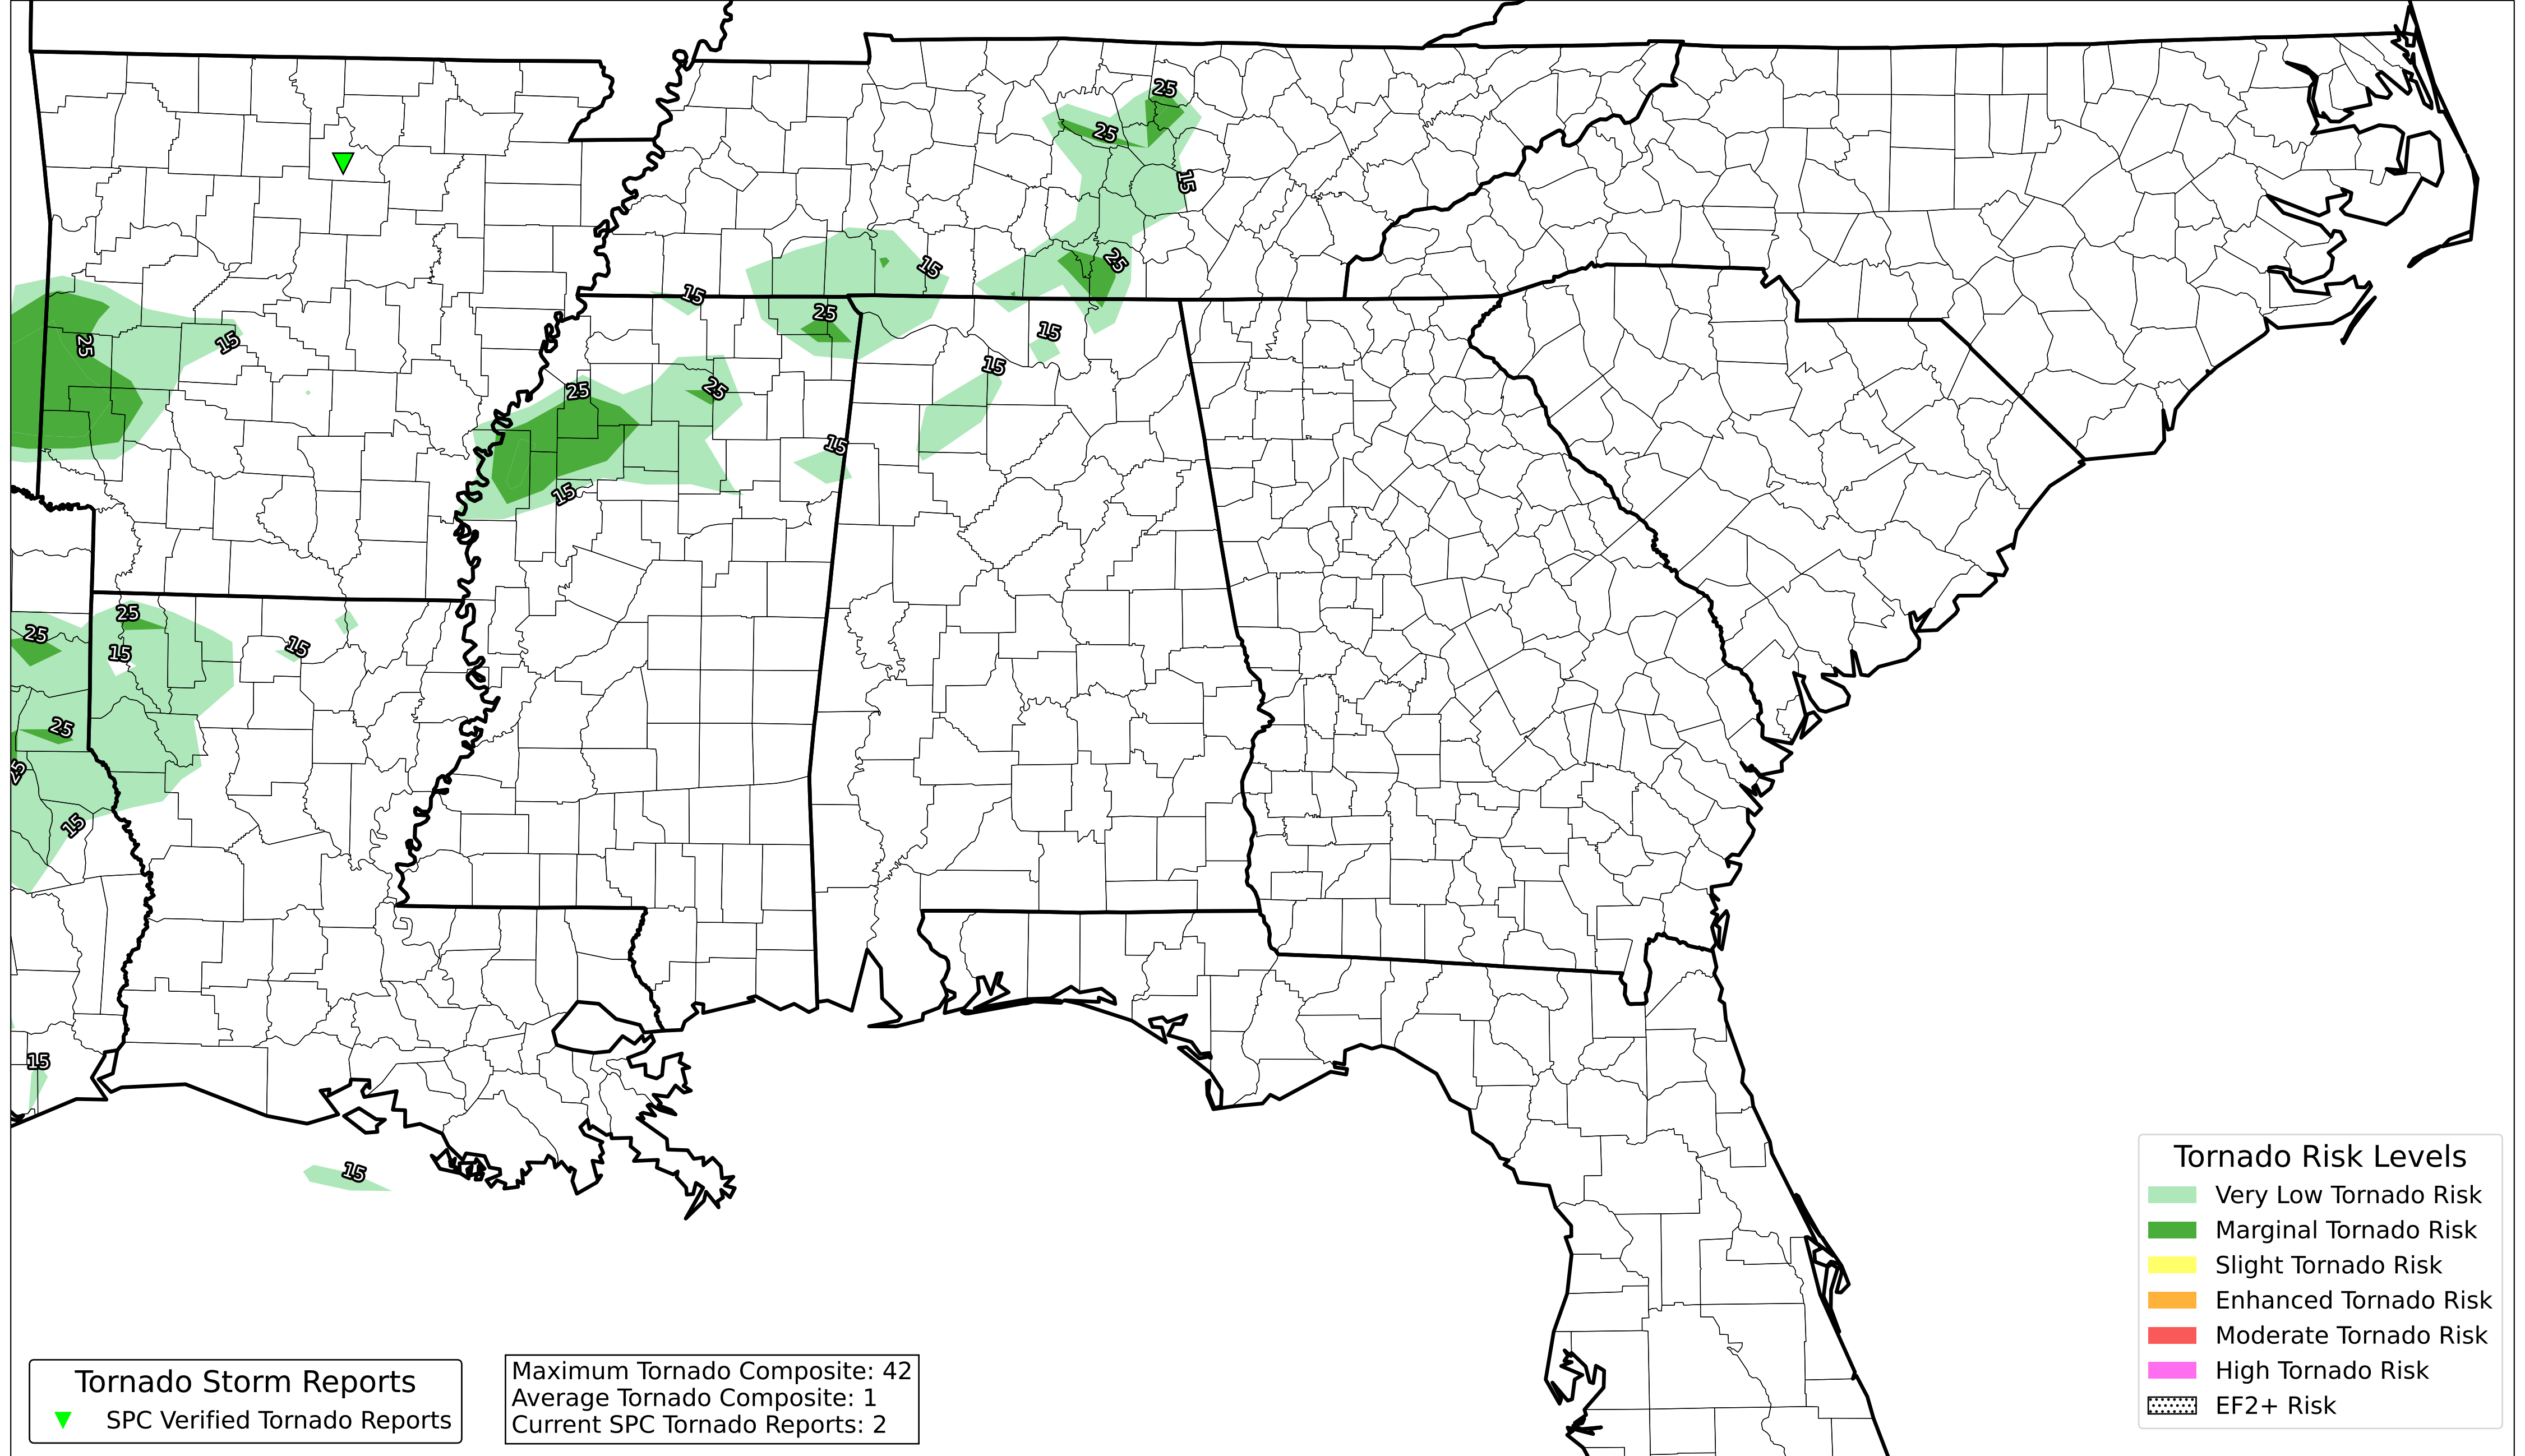 25
25
15
25
15
15
25
15
25
15
15
25
25
15
15
25
15
25
15
15
25
25
15
15
15
Tornado Risk Levels
Very Low Tornado Risk
Marginal Tornado Risk
Slight Tornado Risk
Enhanced Tornado Risk
Moderate Tornado Risk
High Tornado Risk
EF2+ Risk
Tornado Storm Reports
SPC Verified Tornado Reports
Maximum Tornado Composite: 42
Average Tornado Composite: 1
Current SPC Tornado Reports: 2